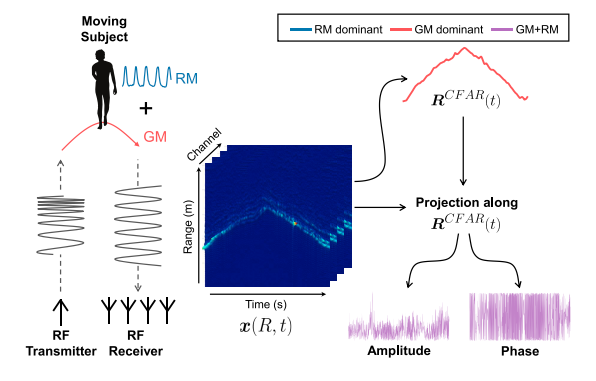 Moving
Subject
RM dominant
GM dominant
GM+RM
RM
+
GM
R^{CFAR}(t)
Channel
Range (m)
Projection along
R^{CFAR}(t)
Time (s)
x(R, t)
RF
Transmitter
RF
Receiver
Amplitude
Phase